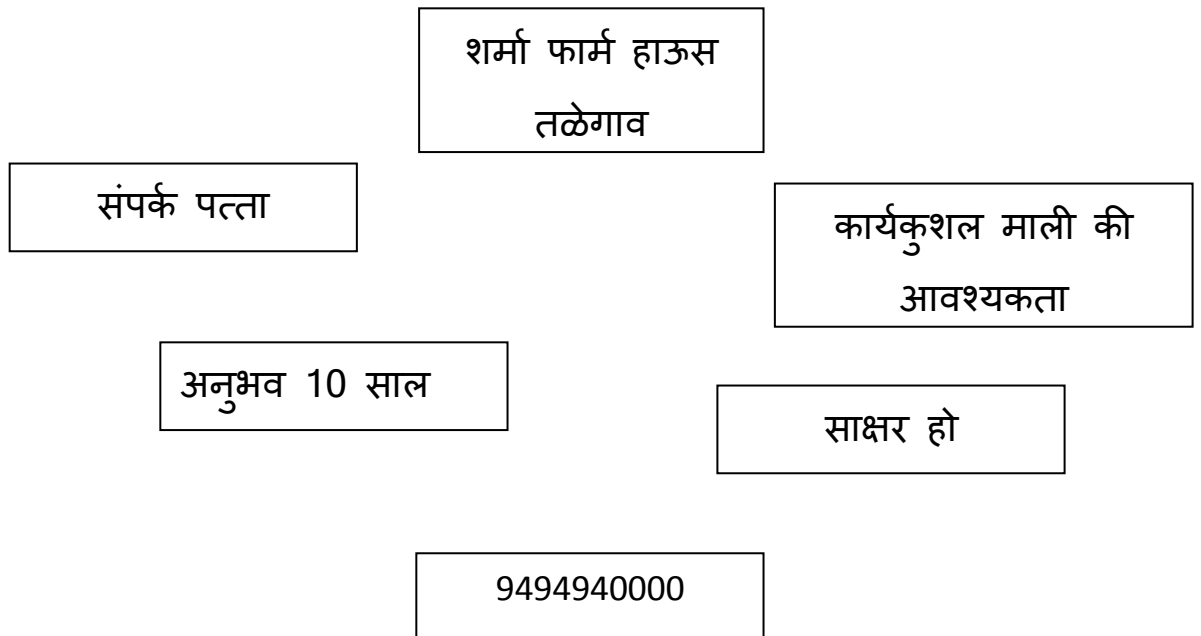 शर्मा फार्म हाऊस
तळेगाव
संपर्क पत्ता
कार्यकुशल माली की
आवश्यकता
अनुभव 10 साल
साक्षर हो
9494940000